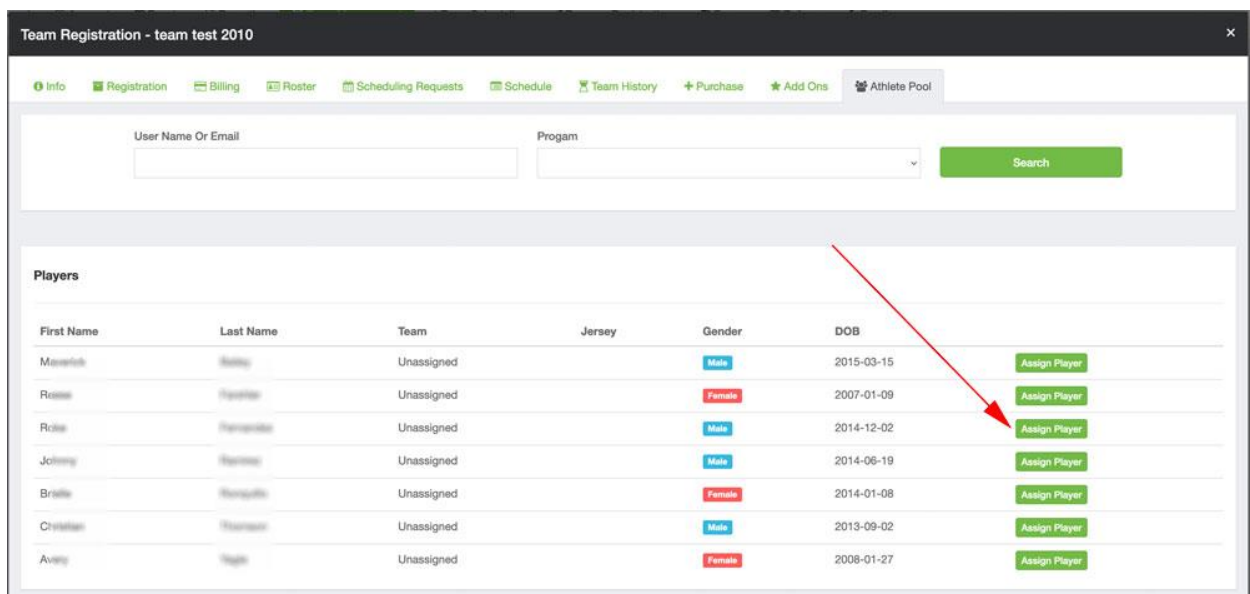 Team Registration - team test 2010 ×
Info Registration Billing Roster Scheduling Requests Schedule Team History Purchase Add Ons Athlete Pool
User Name Or Email Progam
Search
Players
First Name Last Name Team Jersey Gender DOB
Unassigned Male 2015-03-15 Assign Player
Unassigned Female 2007-01-09 Assign Player
Unassigned Male 2014-12-02 Assign Player
Unassigned Male 2014-06-19 Assign Player
Unassigned Female 2014-01-08 Assign Player
Unassigned Male 2013-09-02 Assign Player
Unassigned Female 2008-01-27 Assign Player